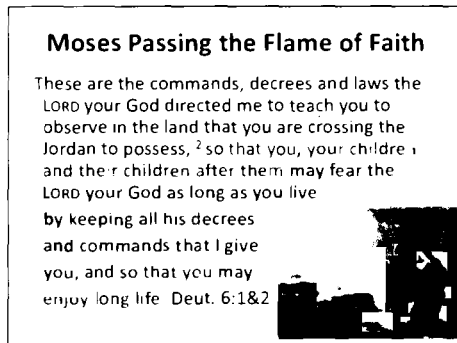 Moses Passing the Flame of Faith
These are the commands, decrees and laws the
LORD your God directed me to teach you to
observe in the land that you are crossing the
Jordan to possess, ² so that you, your children
and their children after them may fear the
LORD your God as long as you live
by keeping all his decrees
and commands that I give
you, and so that you may
enjoy long life Deut. 6:1&2